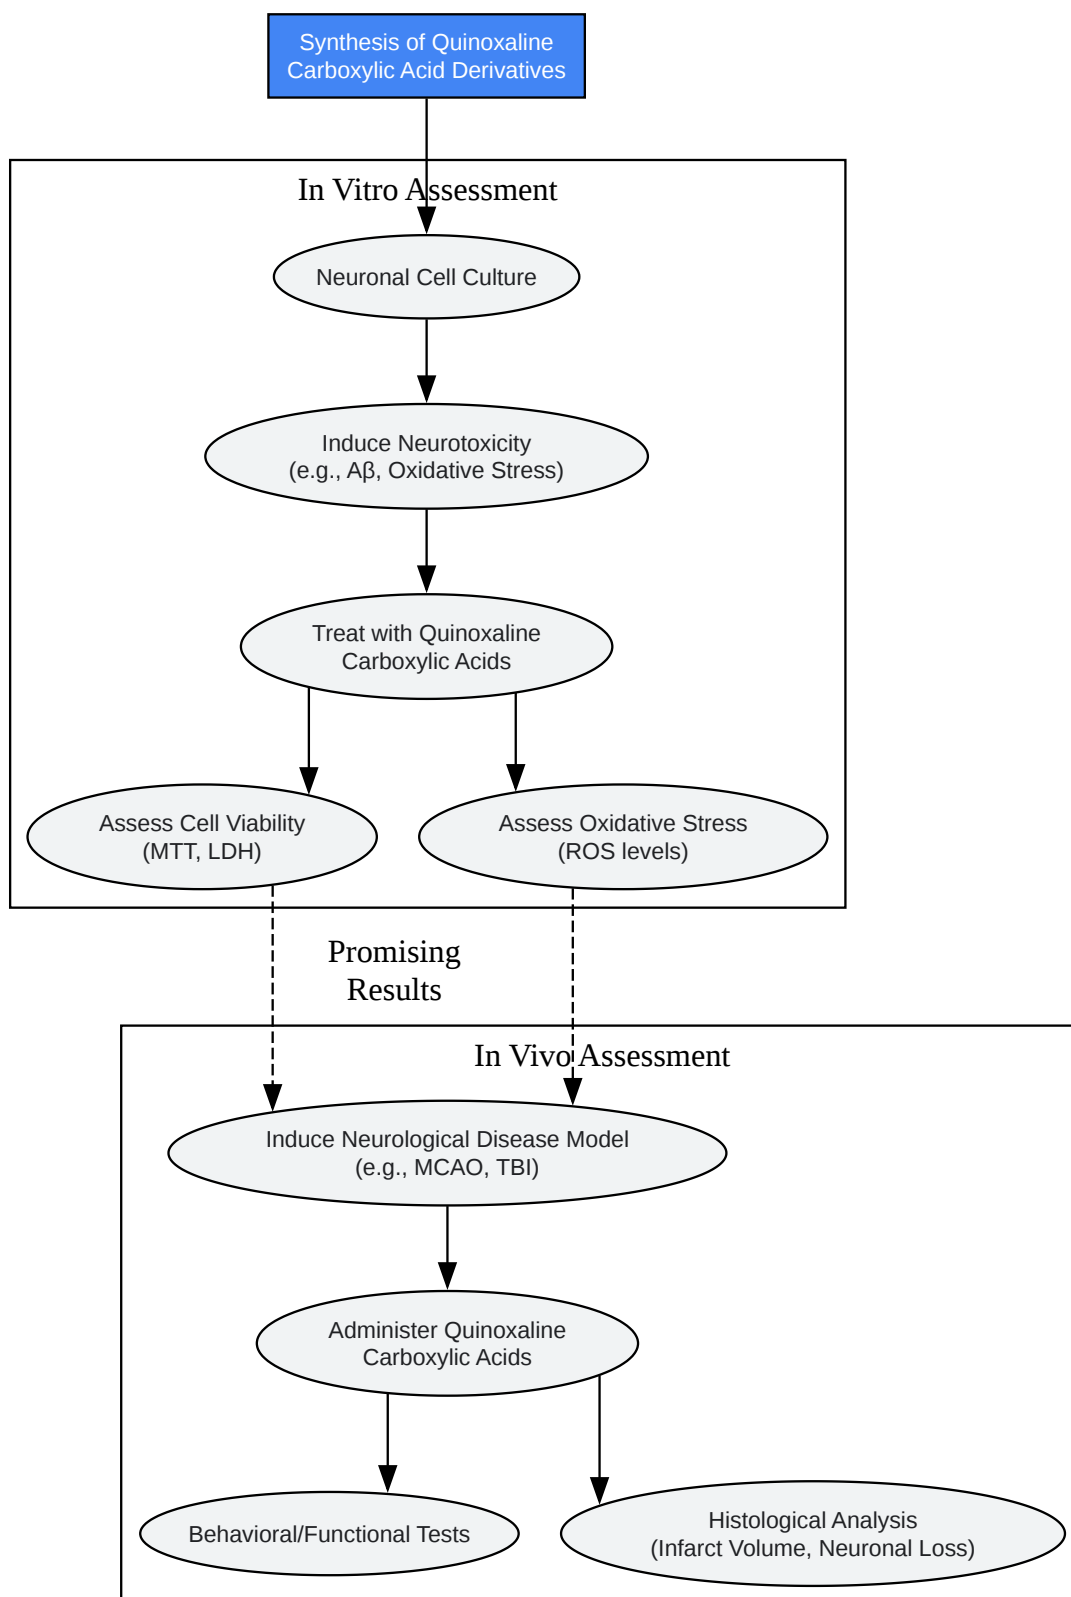 Synthesis of Quinoxaline
Carboxylic Acid Derivatives
In Vitro Assessment
Neuronal Cell Culture
Induce Neurotoxicity
(e.g., Aβ, Oxidative Stress)
Treat with Quinoxaline
Carboxylic Acids
Assess Cell Viability
(MTT, LDH)
Assess Oxidative Stress
(ROS levels)
Promising
Results
In Vivo Assessment
Induce Neurological Disease Model
(e.g., MCAO, TBI)
Administer Quinoxaline
Carboxylic Acids
Behavioral/Functional Tests
Histological Analysis
(Infarct Volume, Neuronal Loss)